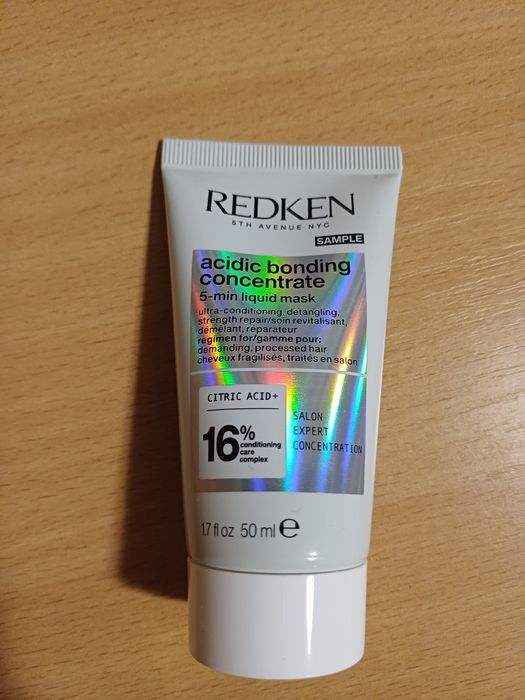 REDKEN
5TH AVENUE NYC
SAMPLE
acidic bonding
concentrate
5-min liquid mask
ultra-conditioning, detangling,
strength repair/soin revitalisant,
démêlant, réparateur
regimen for/gamme pour:
demanding, processed hair
cheveux fragilisés, traités en salon
CITRIC ACID+
16%
conditioning
care
complex
SALON
EXPERT
CONCENTRATION
1.7 fl oz 50 ml e